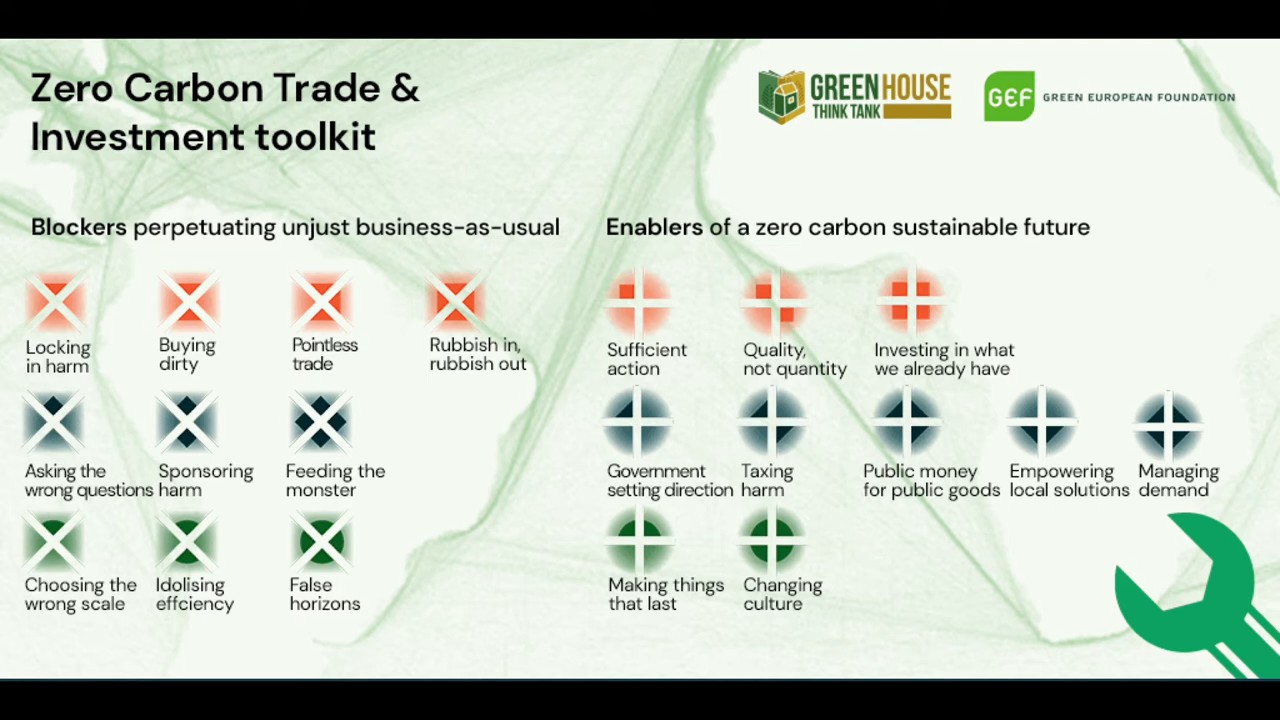 Zero Carbon Trade &
Investment toolkit
GREENHOUSE
THINK TANK
GEF GREEN EUROPEAN FOUNDATION
Blockers perpetuating unjust business-as-usual
Locking
in harm
Buying
dirty
Pointless
trade
Rubbish in,
rubbish out
Asking the
wrong questions
Sponsoring
harm
Feeding the
monster
Choosing the
wrong scale
Idolising
effciency
False
horizons
Enablers of a zero carbon sustainable future
Sufficient
action
Quality,
not quantity
Investing in what
we already have
Government
setting direction
Taxing
harm
Public money
for public goods
Empowering
local solutions
Managing
demand
Making things
that last
Changing
culture